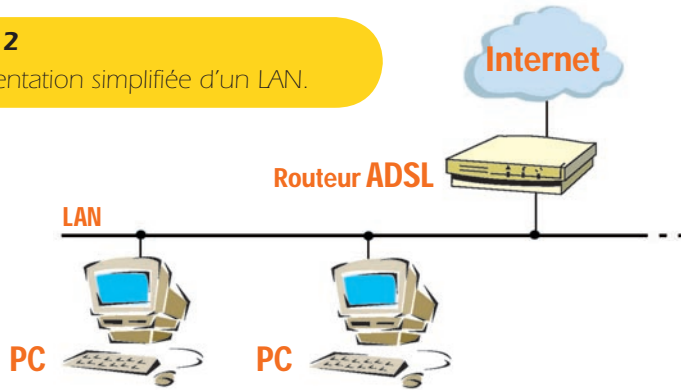 2
entation simplifiée d'un LAN.
Internet
Routeur ADSL
LAN
PC
PC